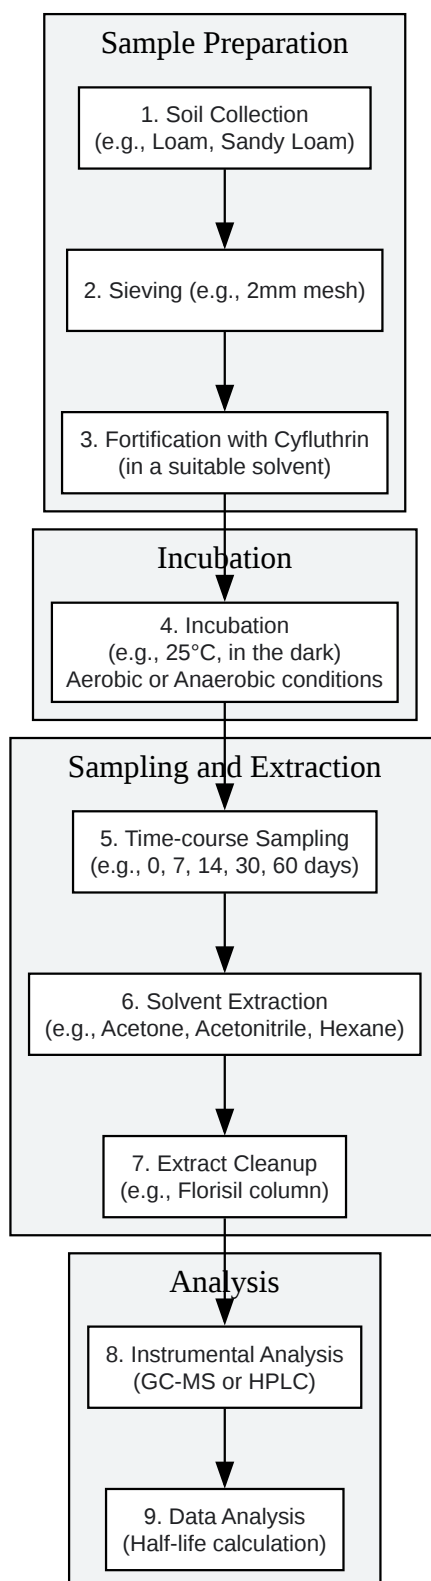 Sample Preparation
1. Soil Collection
(e.g., Loam, Sandy Loam)
2. Sieving (e.g., 2mm mesh)
3. Fortification with Cyfluthrin
(in a suitable solvent)
Incubation
4. Incubation
(e.g., 25°C, in the dark)
Aerobic or Anaerobic conditions
Sampling and Extraction
5. Time-course Sampling
(e.g., 0, 7, 14, 30, 60 days)
6. Solvent Extraction
(e.g., Acetone, Acetonitrile, Hexane)
7. Extract Cleanup
(e.g., Florisil column)
Analysis
8. Instrumental Analysis
(GC-MS or HPLC)
9. Data Analysis
(Half-life calculation)